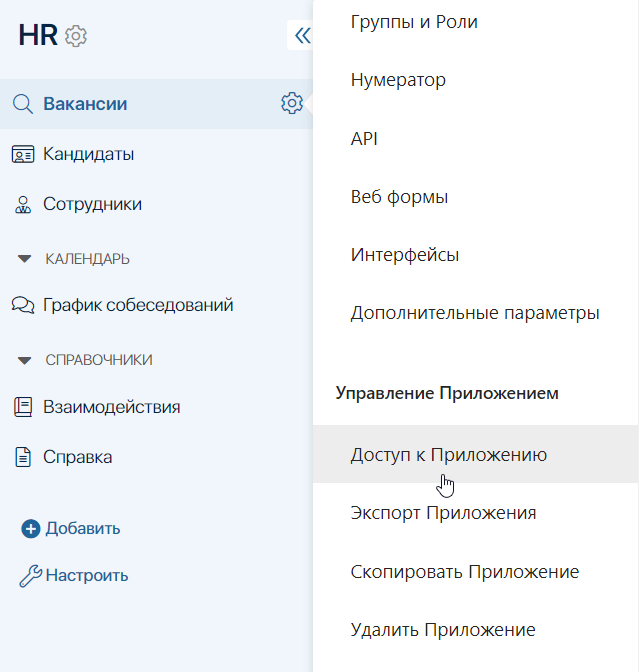 HR
Вакансии
Кандидаты
Сотрудники
КАЛЕНДАРЬ
График собеседований
СПРАВОЧНИКИ
Взаимодействия
Справка
Добавить
Настроить
Группы и Роли
Нумератор
API
Веб формы
Интерфейсы
Дополнительные параметры
Управление Приложением
Доступ к Приложению
Экспорт Приложения
Скопировать Приложение
Удалить Приложение